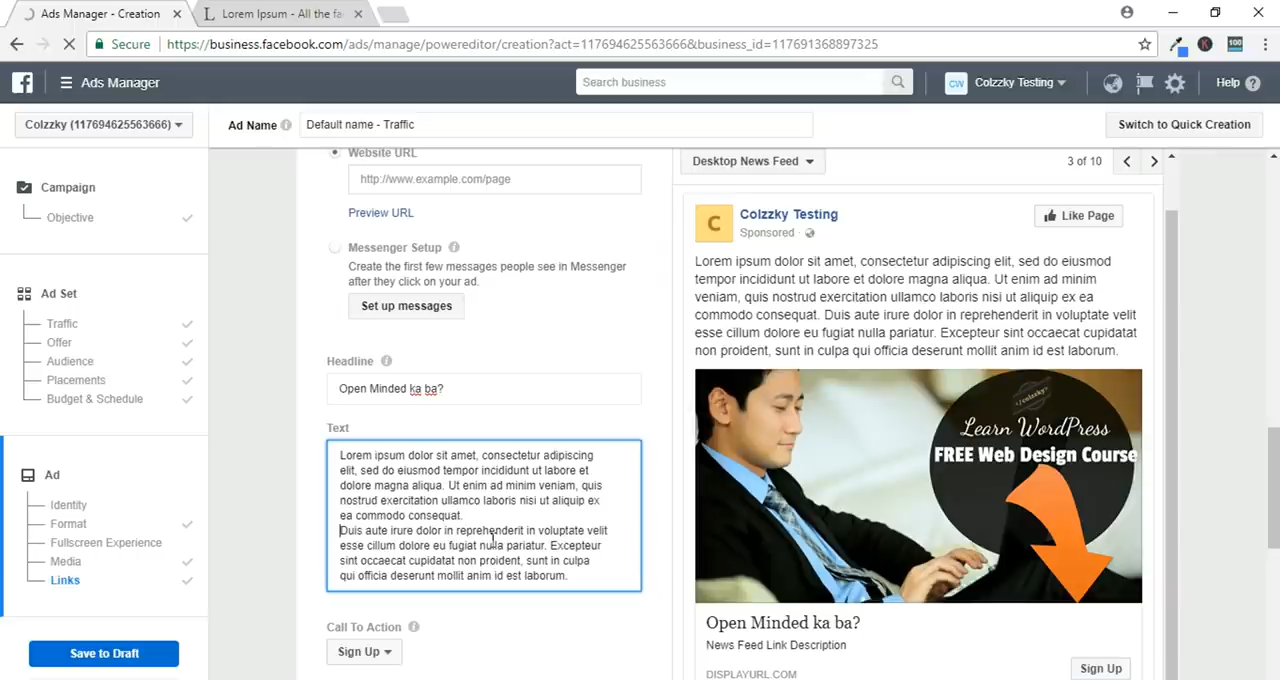 Ads Manager - Creation
Lorem Ipsum - All the fa
Secure
https://business.facebook.com/ads/manage/powereditor/creation?act=117694625563666&business_id=117691368897325
100
Ads Manager
Search business
CW
Colzzky Testing
Help
Colzzky (117694625563666)
Ad Name
Default name - Traffic
Switch to Quick Creation
Campaign
Objective
Ad Set
Traffic
Offer
Audience
Placements
Budget & Schedule
Ad
Identity
Format
Fullscreen Experience
Media
Links
Save to Draft
Website URL
http://www.example.com/page
Preview URL
Messenger Setup
Create the first few messages people see in Messenger
after they click on your ad.
Set up messages
Headline
Open Minded ka ba?
Text
Lorem ipsum dolor sit amet, consectetur adipiscing
elit, sed do eiusmod tempor incididunt ut labore et
dolore magna aliqua. Ut enim ad minim veniam, quis
nostrud exercitation ullamco laboris nisi ut aliquip ex
ea commodo consequat.
Duis aute irure dolor in reprehenderit in voluptate velit
esse cillum dolore eu fugiat nulla pariatur. Excepteur
sint occaecat cupidatat non proident, sunt in culpa
qui officia deserunt mollit anim id est laborum.
Call To Action
Sign Up
Desktop News Feed
3 of 10
C
Colzzky Testing
Sponsored ·
Like Page
Lorem ipsum dolor sit amet, consectetur adipiscing elit, sed do eiusmod
tempor incididunt ut labore et dolore magna aliqua. Ut enim ad minim
veniam, quis nostrud exercitation ullamco laboris nisi ut aliquip ex ea
commodo consequat. Duis aute irure dolor in reprehenderit in voluptate velit
esse cillum dolore eu fugiat nulla pariatur. Excepteur sint occaecat cupidatat
non proident, sunt in culpa qui officia deserunt mollit anim id est laborum.
colzzky
Learn WordPress
FREE Web Design Course
Open Minded ka ba?
News Feed Link Description
DISPLAYURL.COM
Sign Up